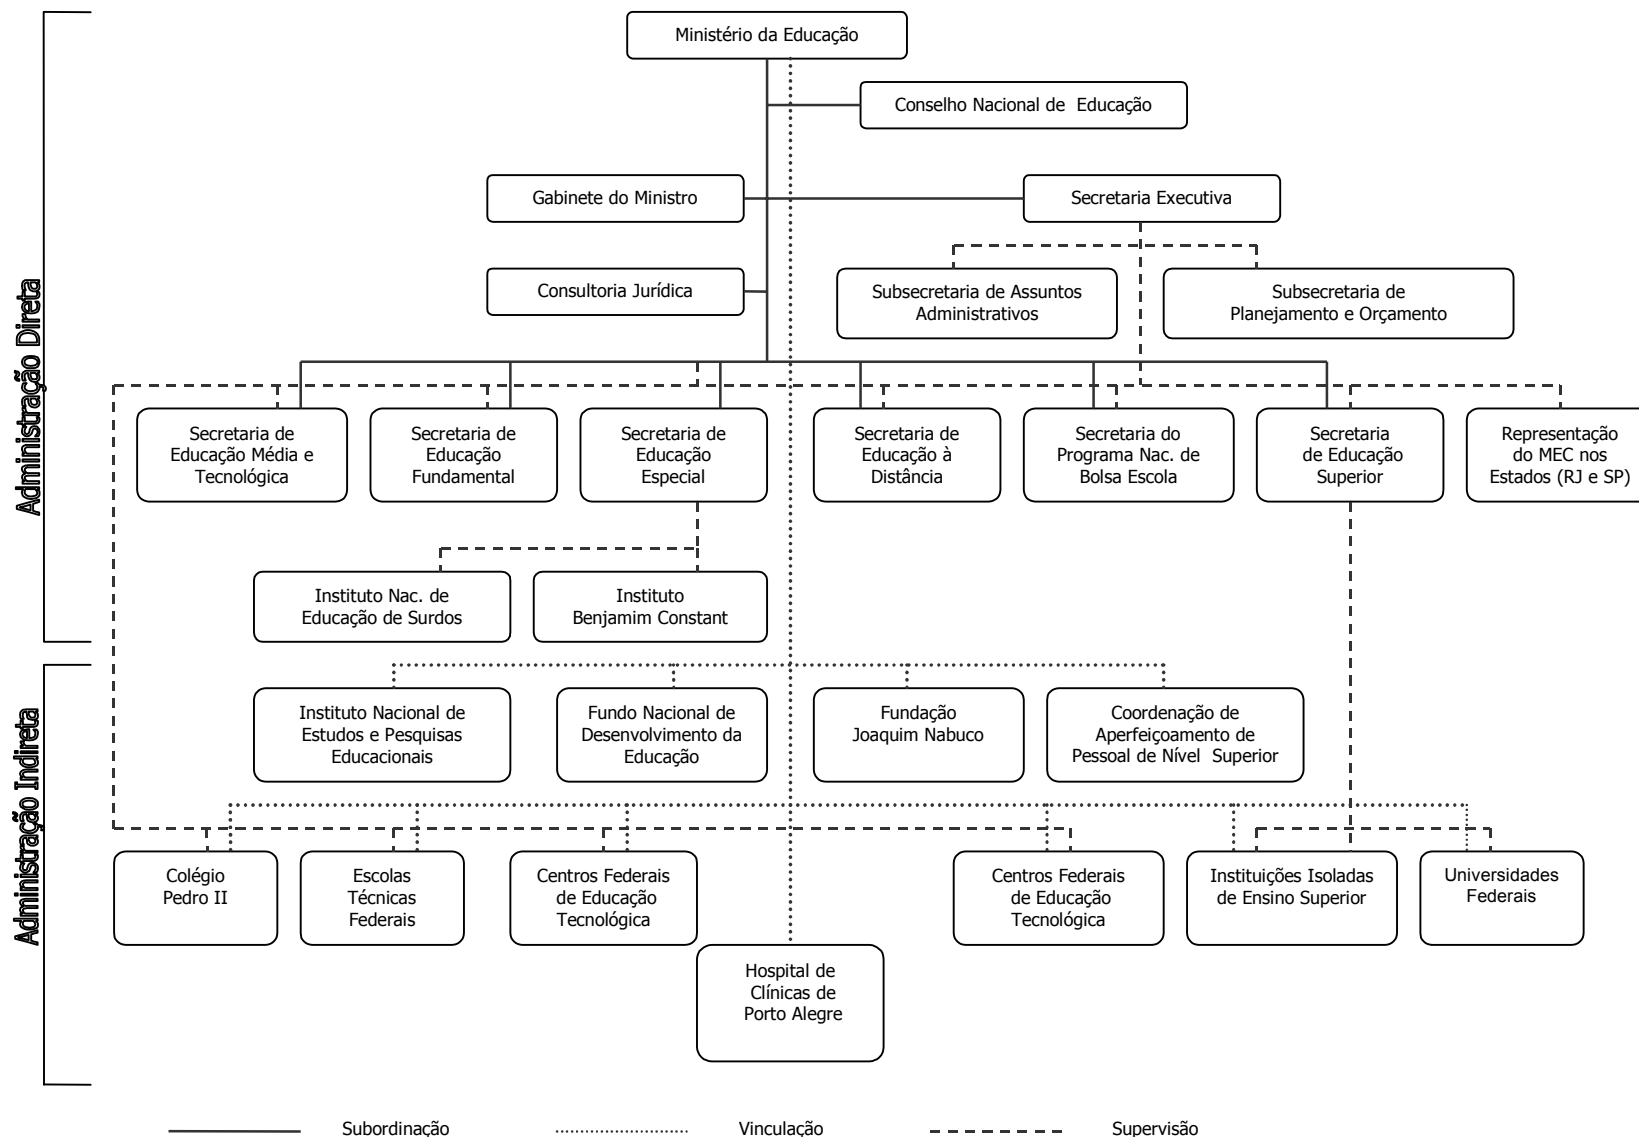 Ministério da Educação
Conselho Nacional de Educação
Gabinete do Ministro
Secretaria Executiva
Consultoria Jurídica
Subsecretaria de Assuntos
Administrativos
Subsecretaria de
Planejamento e Orçamento
Administração Direta
Secretaria de
Educação Média e
Tecnológica
Secretaria de
Educação
Fundamental
Secretaria de
Educação
Especial
Secretaria de
Educação à
Distância
Secretaria do
Programa Nac. de
Bolsa Escola
Secretaria
de Educação
Superior
Representação
do MEC nos
Estados (RJ e SP)
Instituto Nac. de
Educação de Surdos
Instituto
Benjamim Constant
Administração Indireta
Instituto Nacional de
Estudos e Pesquisas
Educacionais
Fundo Nacional de
Desenvolvimento da
Educação
Fundação
Joaquim Nabuco
Coordenação de
Aperfeiçoamento de
Pessoal de Nível Superior
Colégio
Pedro II
Escolas
Técnicas
Federais
Centros Federais
de Educação
Tecnológica
Centros Federais
de Educação
Tecnológica
Instituições Isoladas
de Ensino Superior
Universidades
Federais
Hospital de
Clínicas de
Porto Alegre
Subordinação
Vinculação
Supervisão